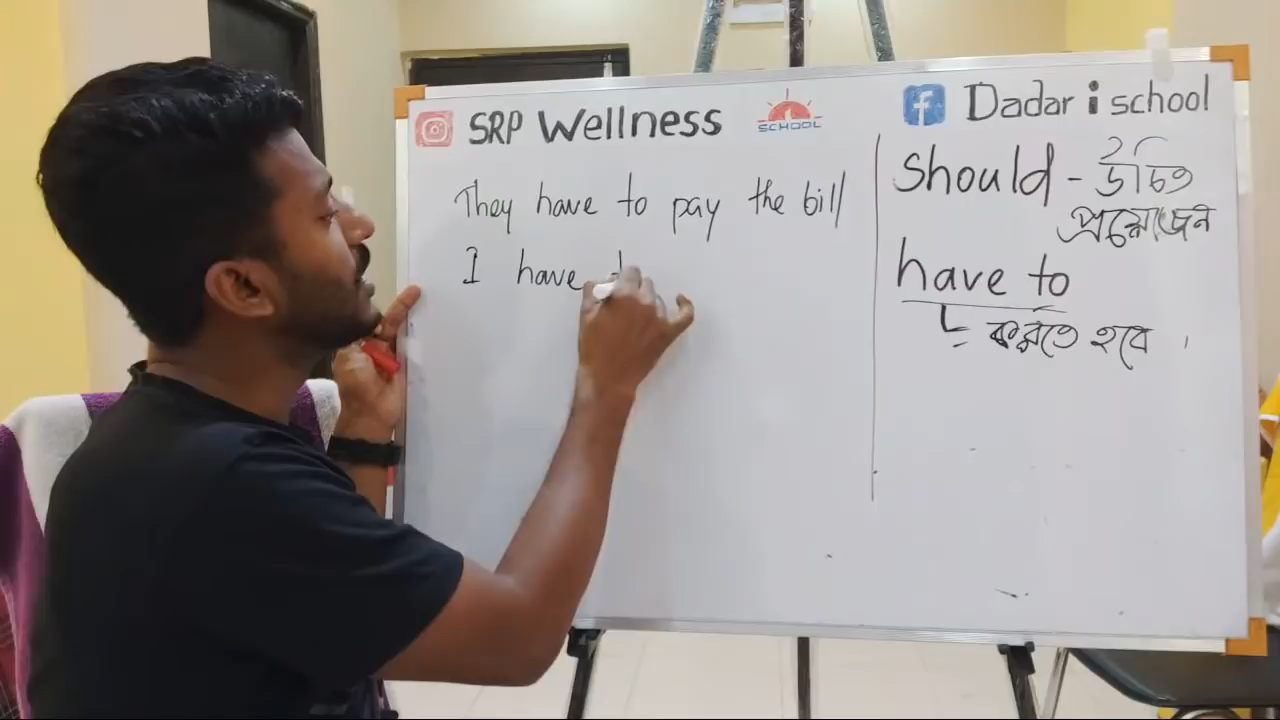 SRP Wellness
SCHOOL
Dadar i school
They have to pay the bill
I have
Should - উচিত
প্রয়োজন
have to
করতে হবে ।